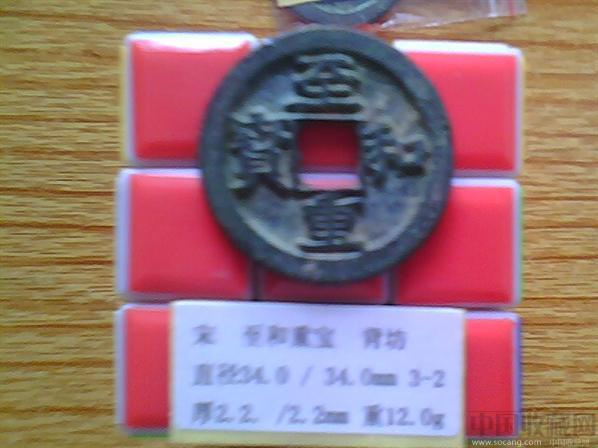 至和重寶
宋 至和重宝 背坊
直径34.0 / 34.0mm 3-2
厚2.2. /2.2mm 重12.0g
中国收藏网
www.socang.com